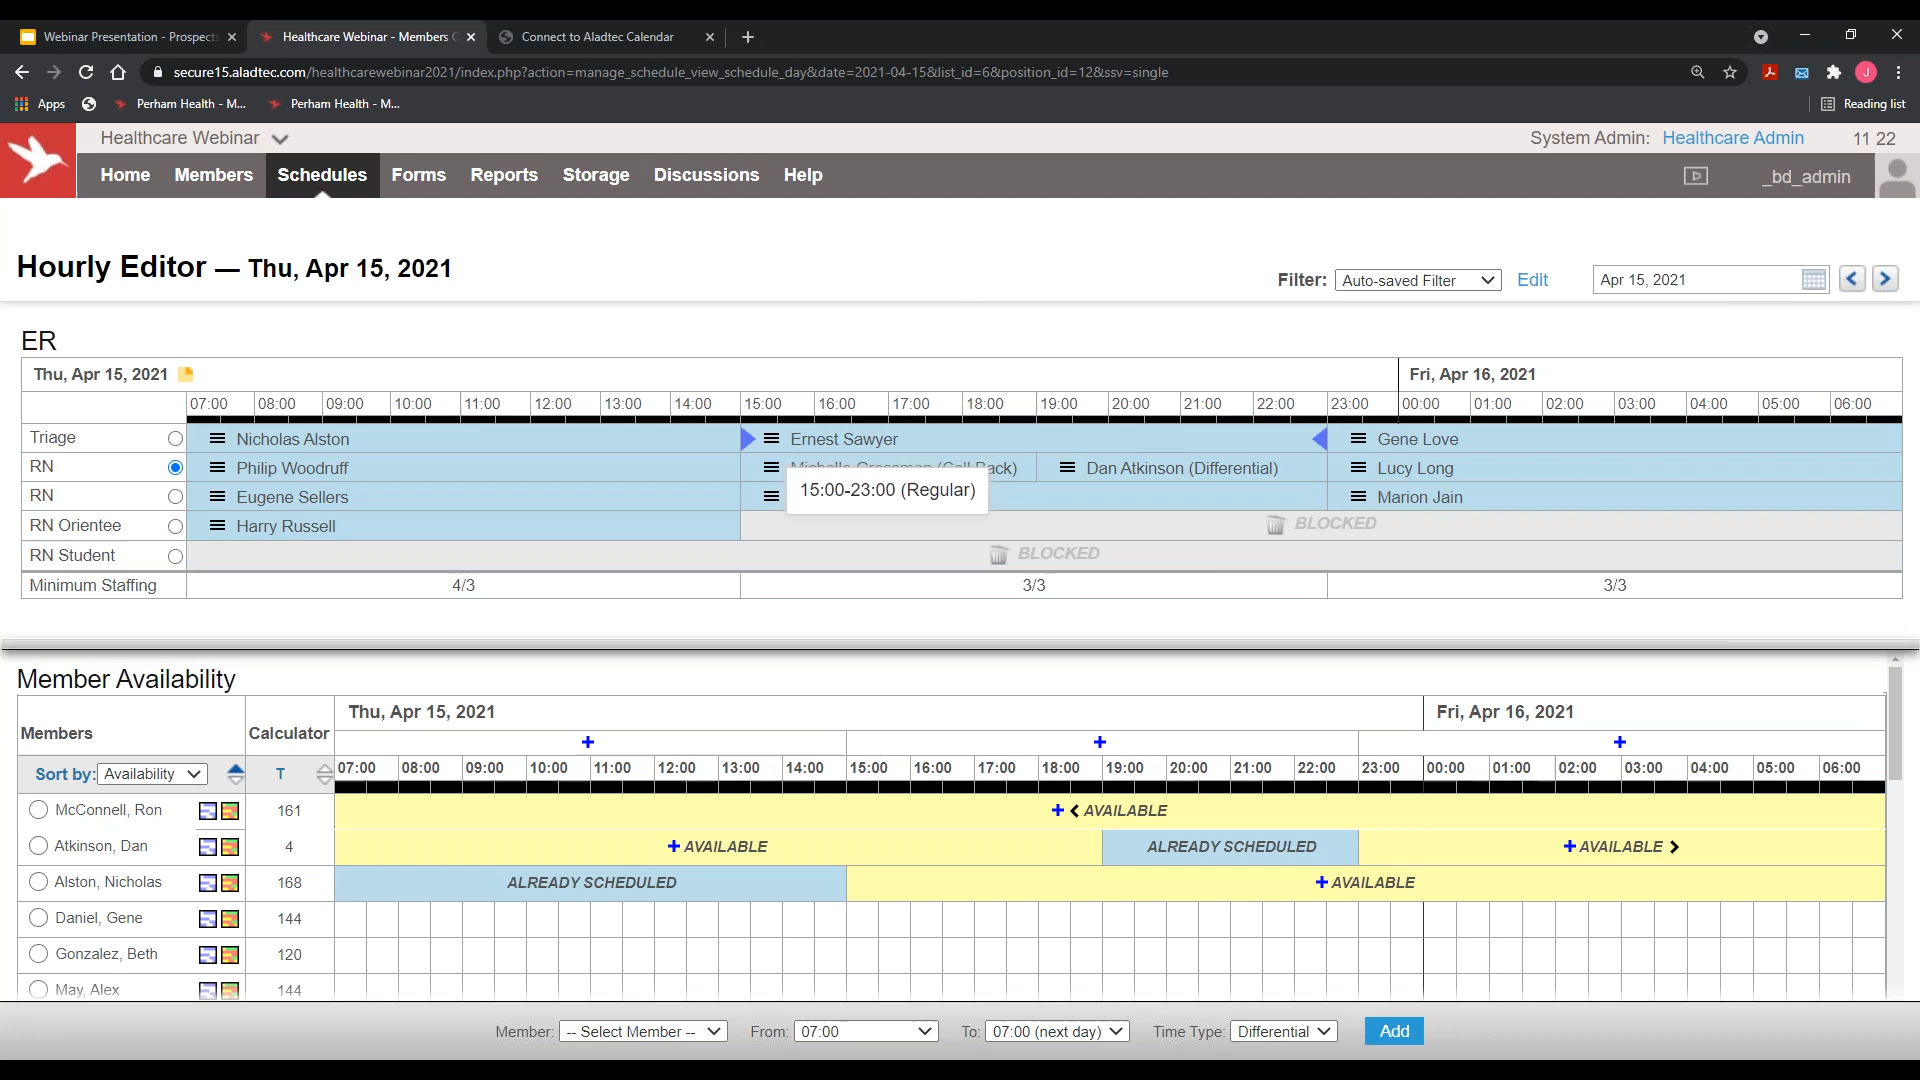 Webinar Presentation - Prospects
Healthcare Webinar - Members
Connect to Aladtec Calendar
secure15.aladtec.com/healthcarewebinar2021/index.php?action=manage_schedule_view_schedule_day&date=2021-04-15&list_id=6&position_id=12&ssv=single
J
Apps
Perham Health - M...
Perham Health - M...
Reading list
Healthcare Webinar
System Admin: Healthcare Admin 11 22
Home Members Schedules Forms Reports Storage Discussions Help
_bd_admin
Hourly Editor — Thu, Apr 15, 2021
Filter: Auto-saved Filter Edit Apr 15, 2021
ER
Thu, Apr 15, 2021 Fri, Apr 16, 2021
07:00 08:00 09:00 10:00 11:00 12:00 13:00 14:00 15:00 16:00 17:00 18:00 19:00 20:00 21:00 22:00 23:00 00:00 01:00 02:00 03:00 04:00 05:00 06:00
Triage Nicholas Alston Ernest Sawyer Gene Love
RN Philip Woodruff Dan Atkinson (Differential) Lucy Long
15:00-23:00 (Regular)
RN Eugene Sellers Marion Jain
RN Orientee Harry Russell BLOCKED
RN Student BLOCKED
Minimum Staffing 4/3 3/3 3/3
Member Availability
Members Calculator Thu, Apr 15, 2021 Fri, Apr 16, 2021
+ + +
Sort by: Availability T 07:00 08:00 09:00 10:00 11:00 12:00 13:00 14:00 15:00 16:00 17:00 18:00 19:00 20:00 21:00 22:00 23:00 00:00 01:00 02:00 03:00 04:00 05:00 06:00
McConnell, Ron 161 + < AVAILABLE
Atkinson, Dan 4 + AVAILABLE ALREADY SCHEDULED + AVAILABLE >
Alston, Nicholas 168 ALREADY SCHEDULED + AVAILABLE
Daniel, Gene 144
Gonzalez, Beth 120
May, Alex 144
Member: -- Select Member -- From: 07:00 To: 07:00 (next day) Time Type: Differential Add